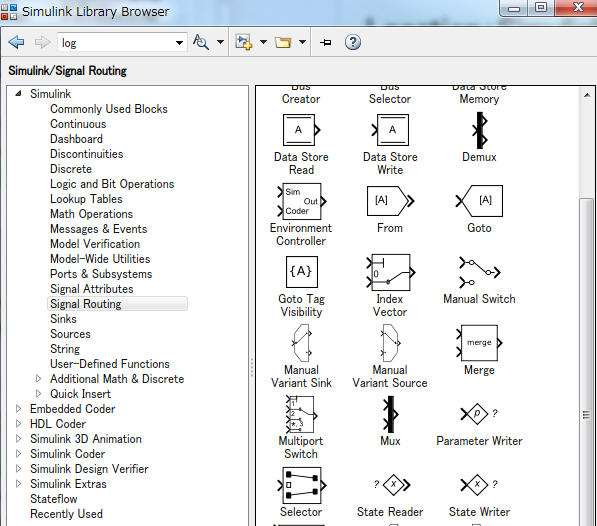 Simulink Library Browser
log
Simulink/Signal Routing
Simulink
Commonly Used Blocks
Continuous
Dashboard
Discontinuities
Discrete
Logic and Bit Operations
Lookup Tables
Math Operations
Messages & Events
Model Verification
Model-Wide Utilities
Ports & Subsystems
Signal Attributes
Signal Routing
Sinks
Sources
String
User-Defined Functions
Additional Math & Discrete
Quick Insert
Embedded Coder
HDL Coder
Simulink 3D Animation
Simulink Coder
Simulink Design Verifier
Simulink Extras
Stateflow
Recently Used
Bus Bus Data Store
Creator Selector Memory
A A
Data Store Data Store Demux
Read Write
Sim
Out
Coder
[A] [A]
Environment From Goto
Controller
{A} 0
Goto Tag Index Manual Switch
Visibility Vector
merge
Manual Manual Merge
Variant Sink Variant Source
1
2
*, 3
p ?
Multiport Mux Parameter Writer
Switch
? x x ?
Selector State Reader State Writer